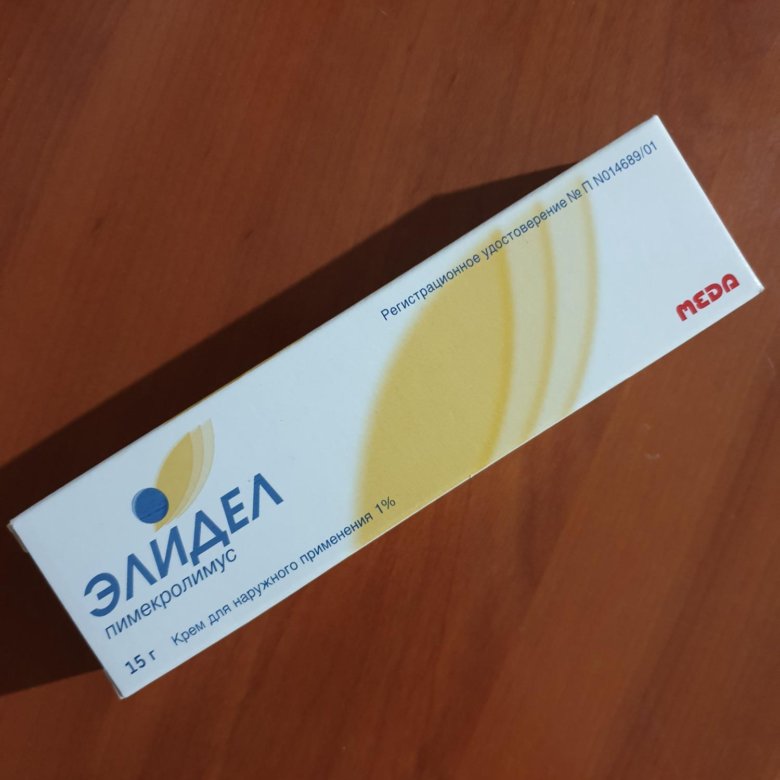 Регистрационное удостоверение № П N014689/01
MEDA
ЭЛИДЕЛ
пимекролимус
15 г Крем для наружного применения 1%